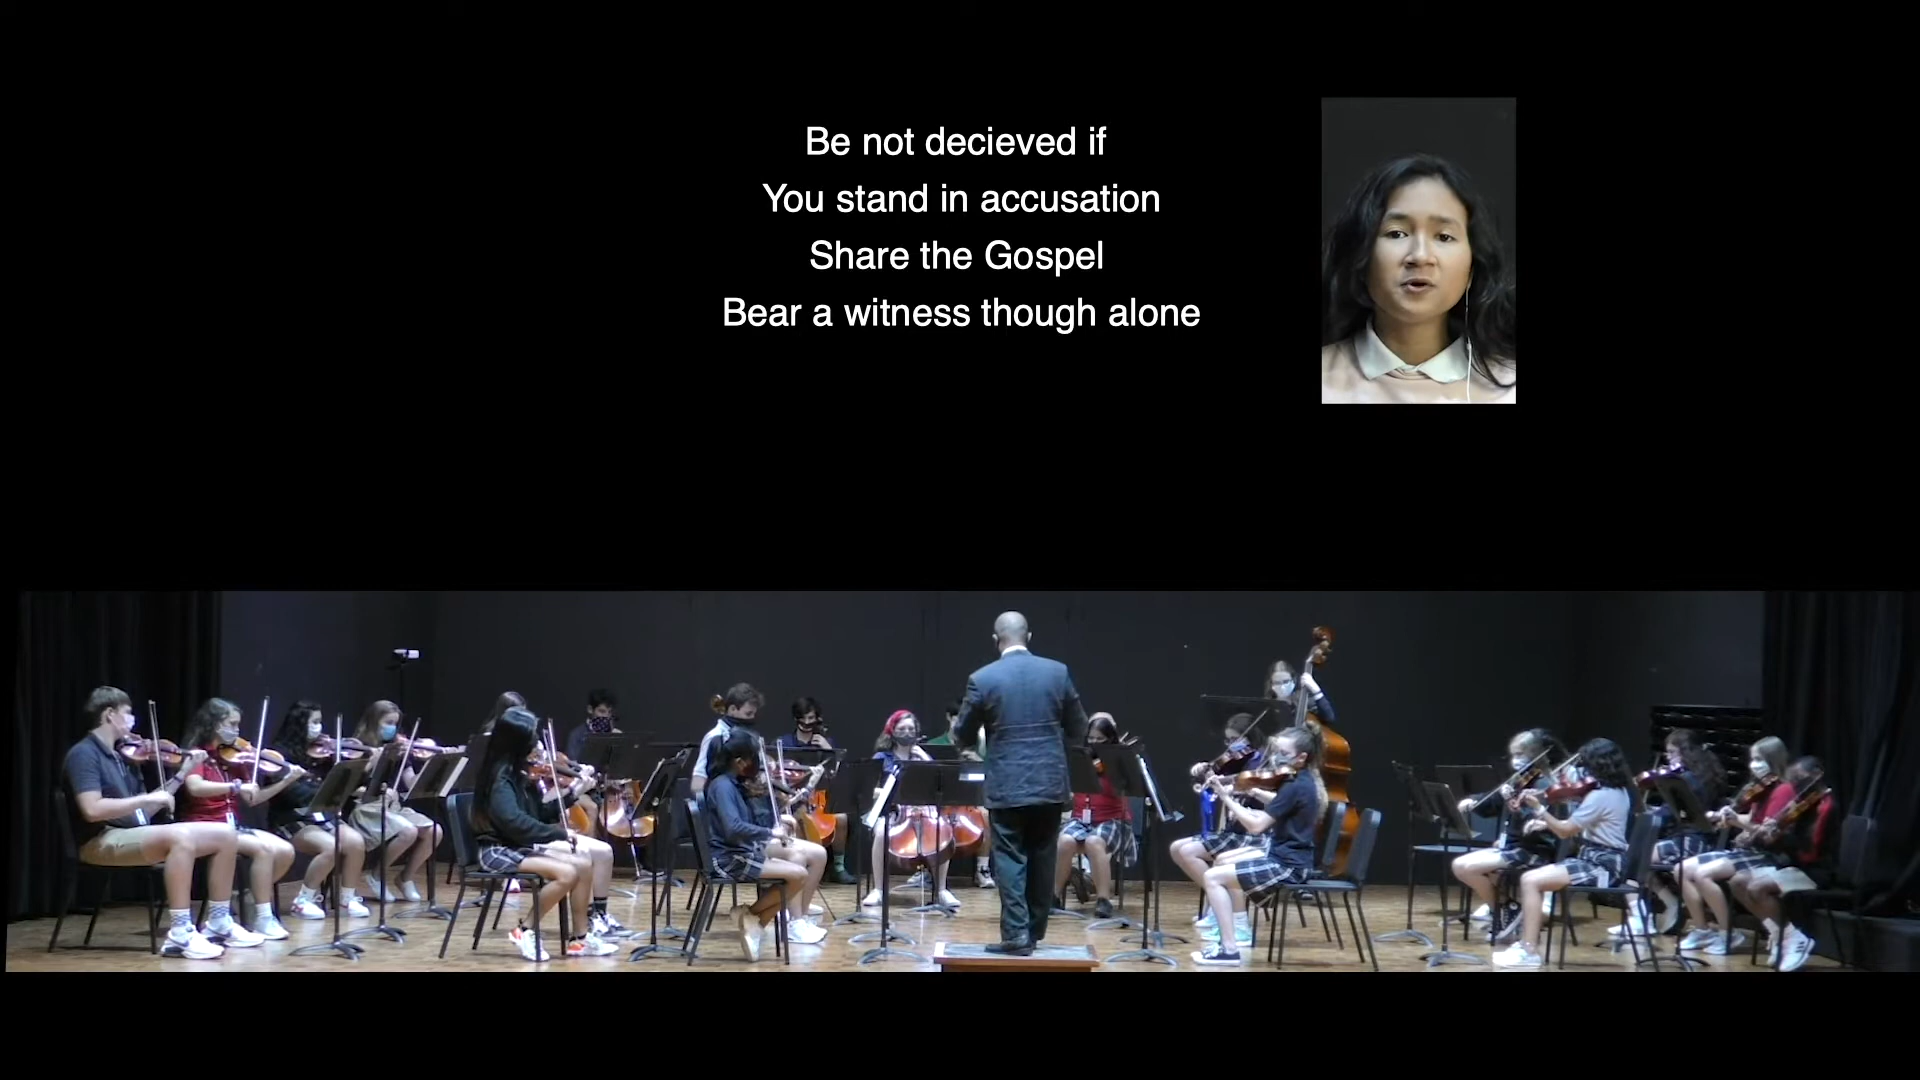 Be not decieved if
You stand in accusation
Share the Gospel
Bear a witness though alone